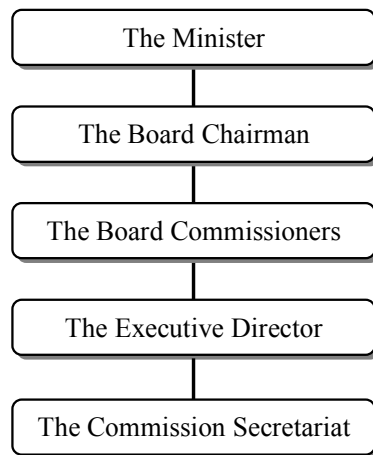 The Minister
The Board Chairman
The Board Commissioners
The Executive Director
The Commission Secretariat